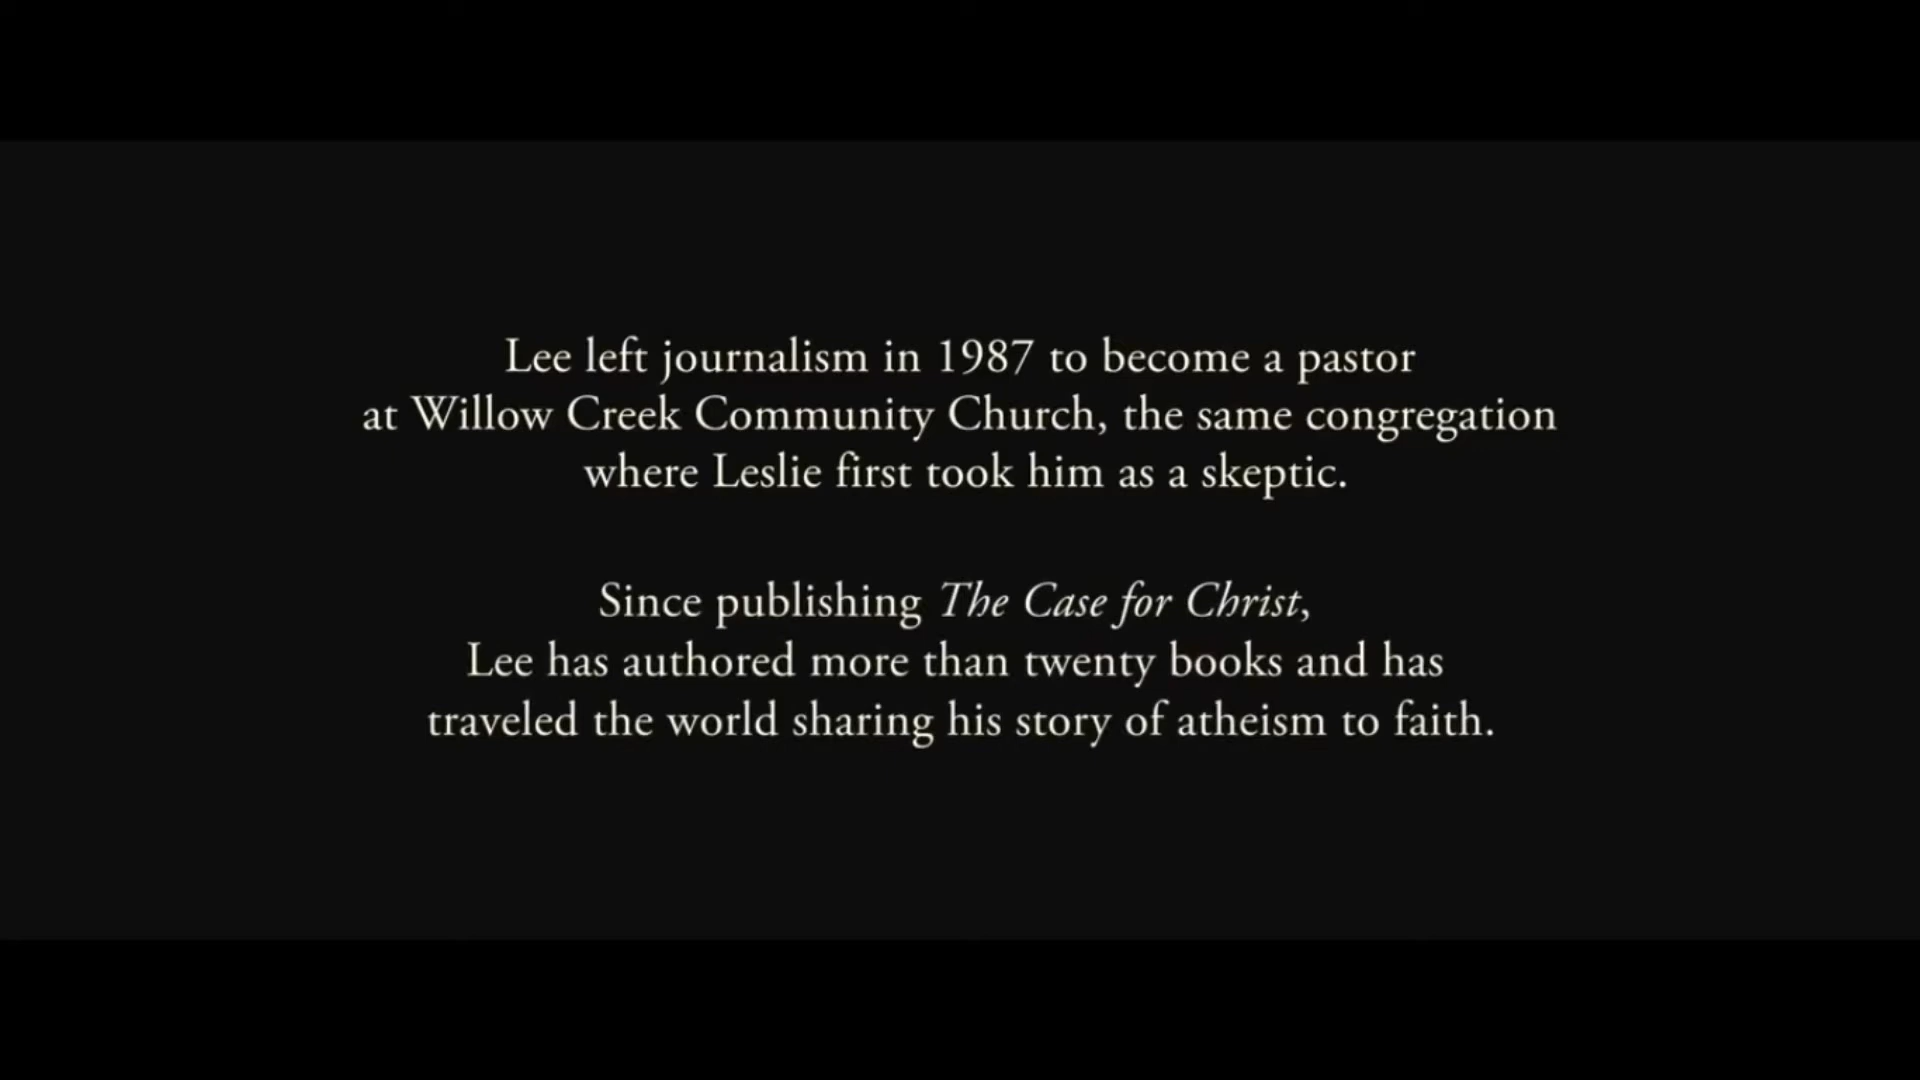 Lee left journalism in 1987 to become a pastor
at Willow Creek Community Church, the same congregation
where Leslie first took him as a skeptic.
Since publishing The Case for Christ,
Lee has authored more than twenty books and has
traveled the world sharing his story of atheism to faith.